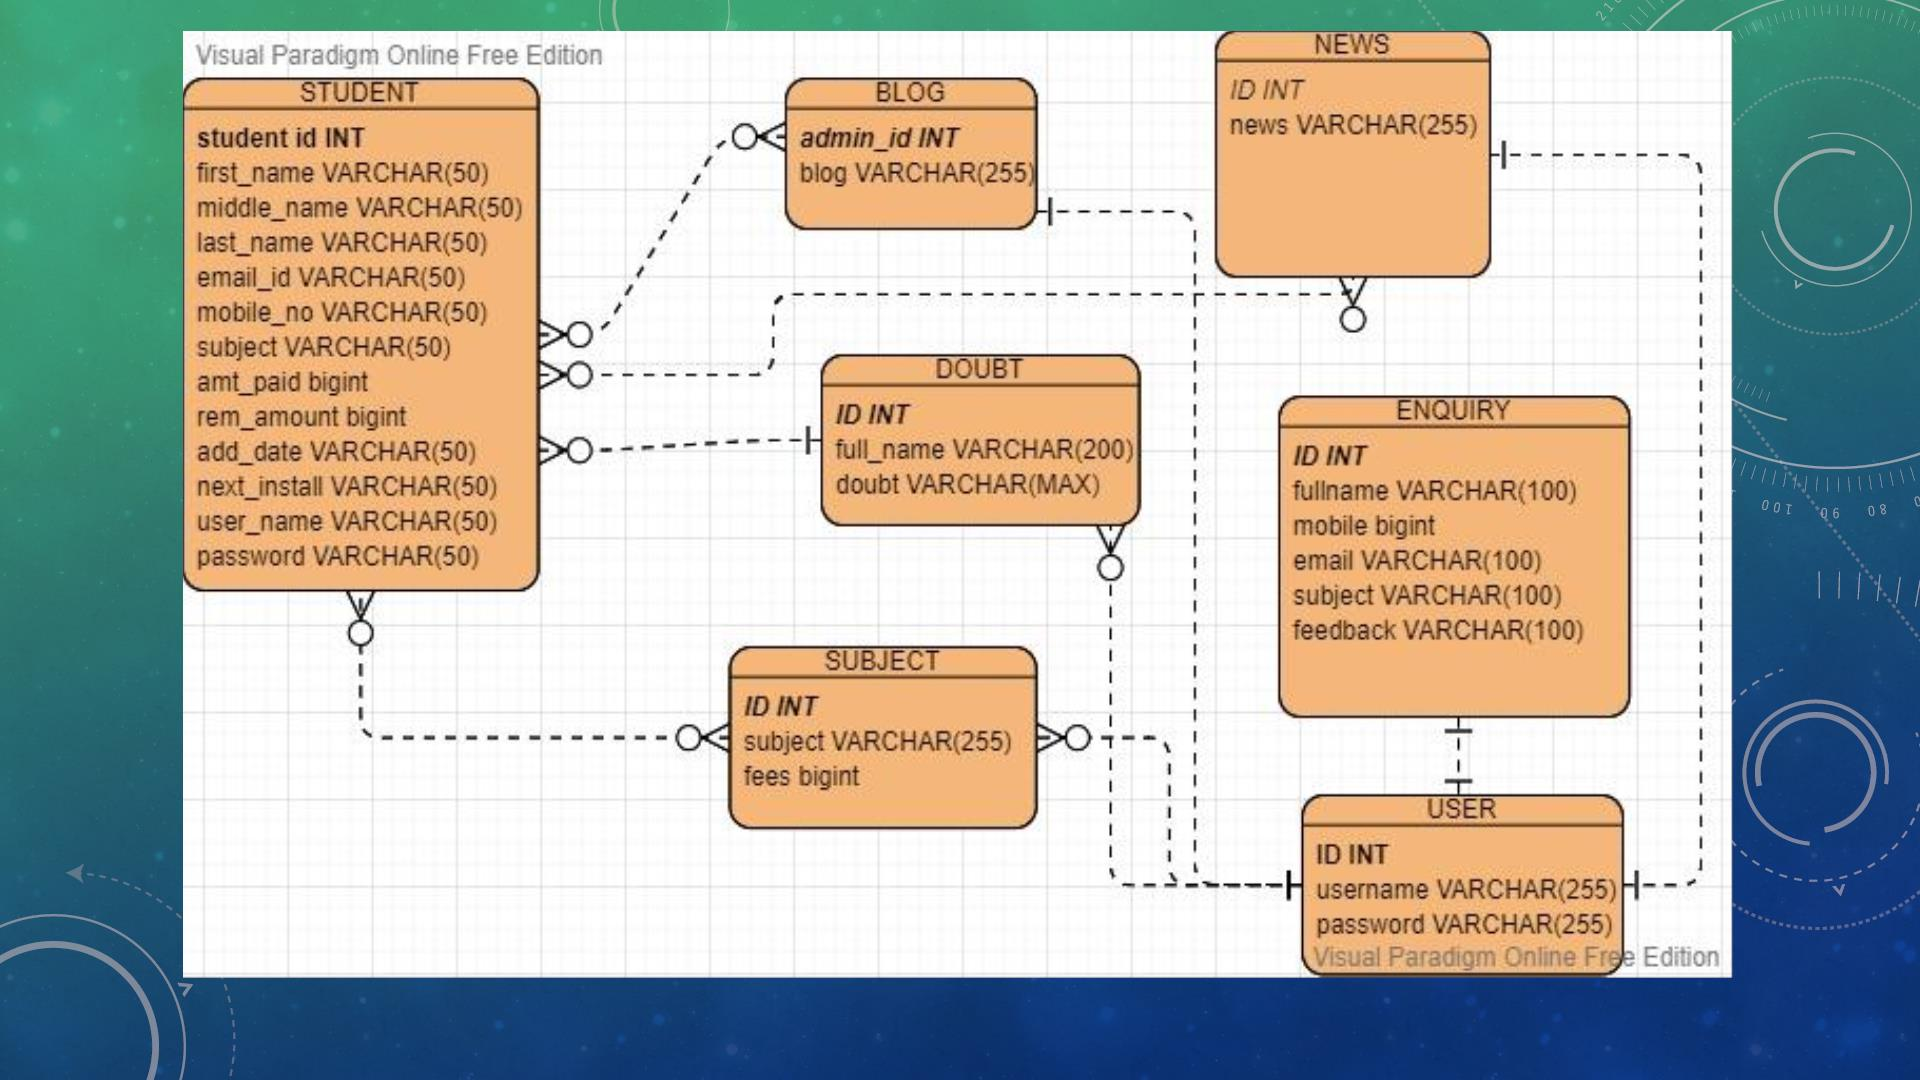 Visual Paradigm Online Free Edition
STUDENT
student id INT
first_name VARCHAR(50)
middle_name VARCHAR(50)
last_name VARCHAR(50)
email_id VARCHAR(50)
mobile_no VARCHAR(50)
subject VARCHAR(50)
amt_paid bigint
rem_amount bigint
add_date VARCHAR(50)
next_install VARCHAR(50)
user_name VARCHAR(50)
password VARCHAR(50)
BLOG
admin_id INT
blog VARCHAR(255)
NEWS
ID INT
news VARCHAR(255)
DOUBT
ID INT
full_name VARCHAR(200)
doubt VARCHAR(MAX)
ENQUIRY
ID INT
fullname VARCHAR(100)
mobile bigint
email VARCHAR(100)
subject VARCHAR(100)
feedback VARCHAR(100)
SUBJECT
ID INT
subject VARCHAR(255)
fees bigint
USER
ID INT
username VARCHAR(255)
password VARCHAR(255)
Visual Paradigm Online Free Edition
100 90 80